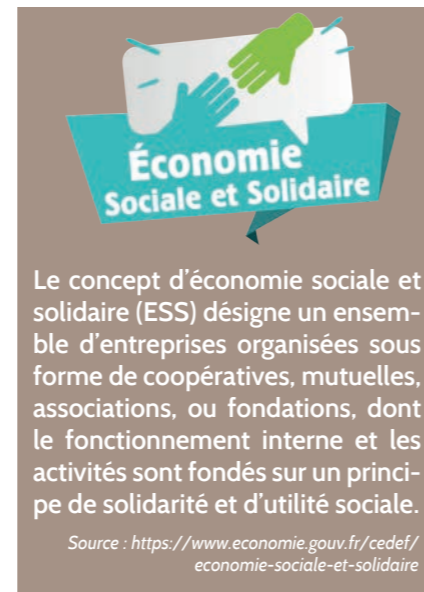 Économie
Sociale et Solidaire
Le concept d'économie sociale et
solidaire (ESS) désigne un ensem-
ble d'entreprises organisées sous
forme de coopératives, mutuelles,
associations, ou fondations, dont
le fonctionnement interne et les
activités sont fondés sur un princi-
pe de solidarité et d'utilité sociale.
Source : https://www.economie.gouv.fr/cedef/
economie-sociale-et-solidaire